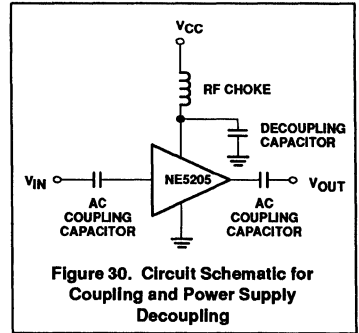 VCC
RF CHOKE
DECOUPLING
CAPACITOR
VIN
NE5205
VOUT
AC
COUPLING
CAPACITOR
AC
COUPLING
CAPACITOR
Figure 30. Circuit Schematic for
Coupling and Power Supply
Decoupling